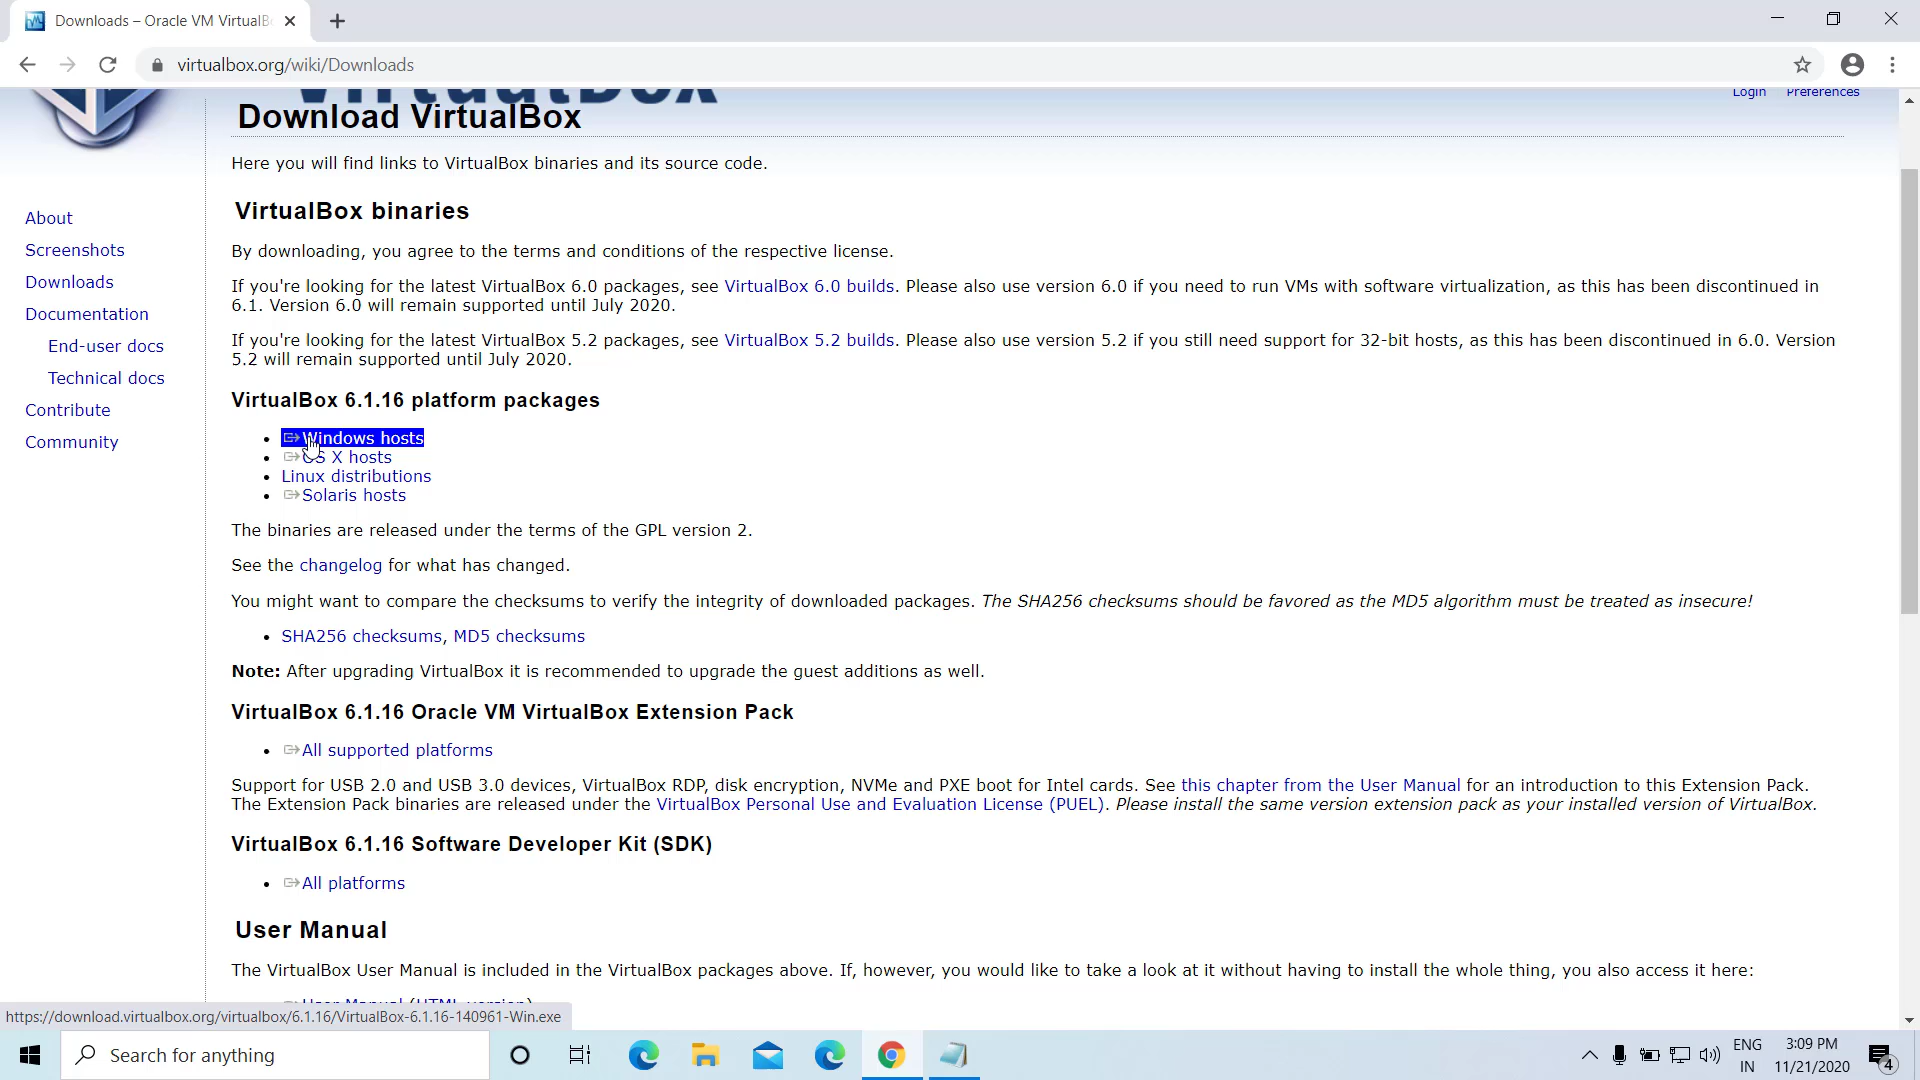 Downloads – Oracle VM VirtualB
virtualbox.org/wiki/Downloads
VirtualBox
Login Preferences
Download VirtualBox
Here you will find links to VirtualBox binaries and its source code.
About
Screenshots
Downloads
Documentation
End-user docs
Technical docs
Contribute
Community
VirtualBox binaries
By downloading, you agree to the terms and conditions of the respective license.
If you're looking for the latest VirtualBox 6.0 packages, see VirtualBox 6.0 builds. Please also use version 6.0 if you need to run VMs with software virtualization, as this has been discontinued in
6.1. Version 6.0 will remain supported until July 2020.
If you're looking for the latest VirtualBox 5.2 packages, see VirtualBox 5.2 builds. Please also use version 5.2 if you still need support for 32-bit hosts, as this has been discontinued in 6.0. Version
5.2 will remain supported until July 2020.
VirtualBox 6.1.16 platform packages
Windows hosts
OS X hosts
Linux distributions
Solaris hosts
The binaries are released under the terms of the GPL version 2.
See the changelog for what has changed.
You might want to compare the checksums to verify the integrity of downloaded packages. The SHA256 checksums should be favored as the MD5 algorithm must be treated as insecure!
SHA256 checksums, MD5 checksums
Note: After upgrading VirtualBox it is recommended to upgrade the guest additions as well.
VirtualBox 6.1.16 Oracle VM VirtualBox Extension Pack
All supported platforms
Support for USB 2.0 and USB 3.0 devices, VirtualBox RDP, disk encryption, NVMe and PXE boot for Intel cards. See this chapter from the User Manual for an introduction to this Extension Pack.
The Extension Pack binaries are released under the VirtualBox Personal Use and Evaluation License (PUEL). Please install the same version extension pack as your installed version of VirtualBox.
VirtualBox 6.1.16 Software Developer Kit (SDK)
All platforms
User Manual
The VirtualBox User Manual is included in the VirtualBox packages above. If, however, you would like to take a look at it without having to install the whole thing, you also access it here:
User Manual (HTML version)
https://download.virtualbox.org/virtualbox/6.1.16/VirtualBox-6.1.16-140961-Win.exe
Search for anything
ENG
IN
3:09 PM
11/21/2020
4